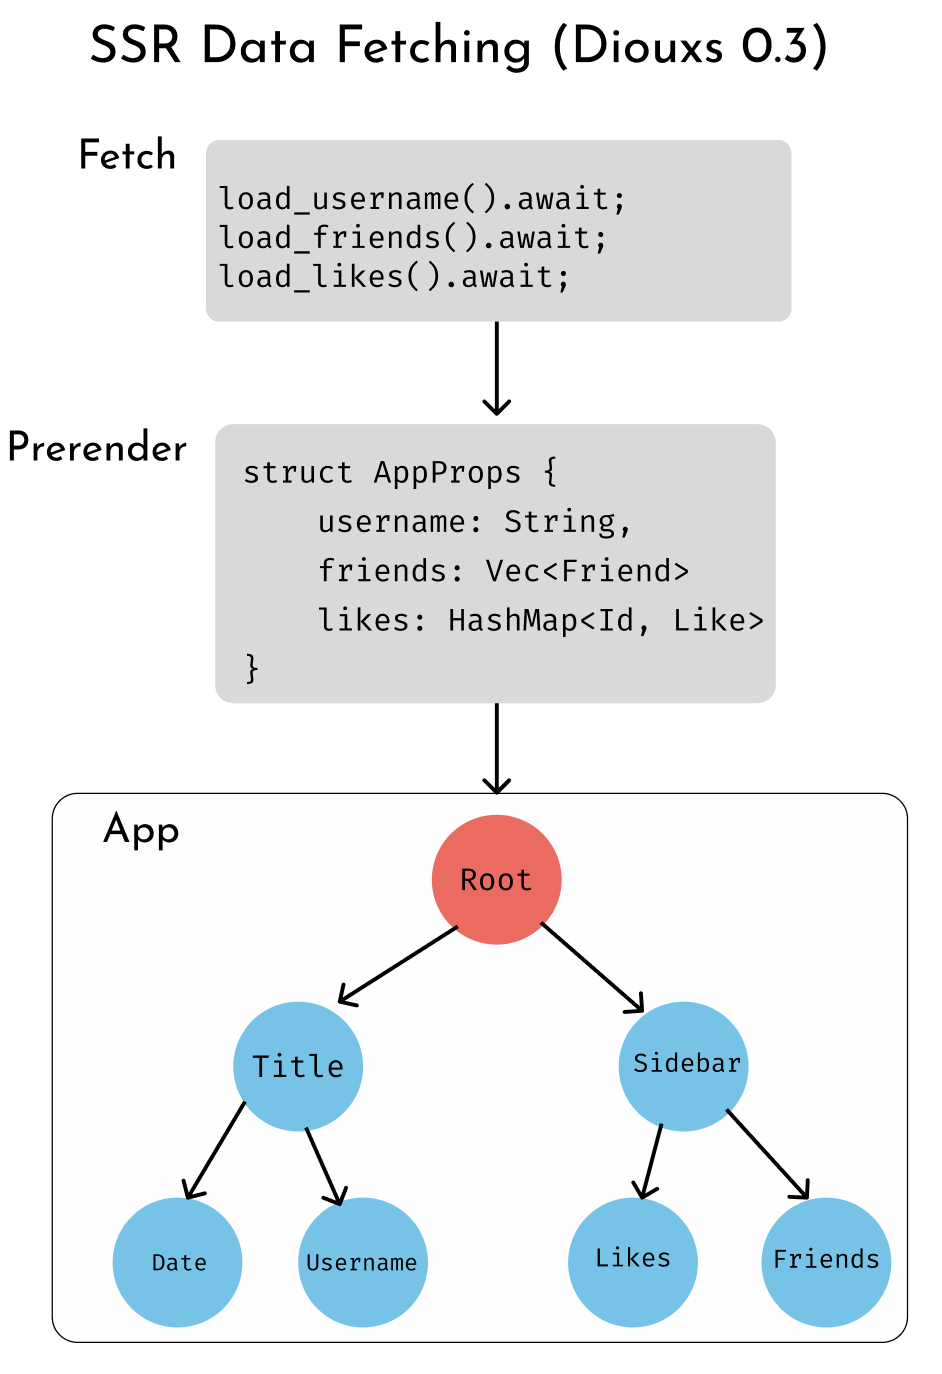 SSR Data Fetching (Diouxs 0.3)
Fetch
load_username().await;
load_friends().await;
load_likes().await;
Prerender
struct AppProps {
    username: String,
    friends: Vec<Friend>
    likes: HashMap<Id, Like>
}
App
Root
Title
Sidebar
Date
Username
Likes
Friends